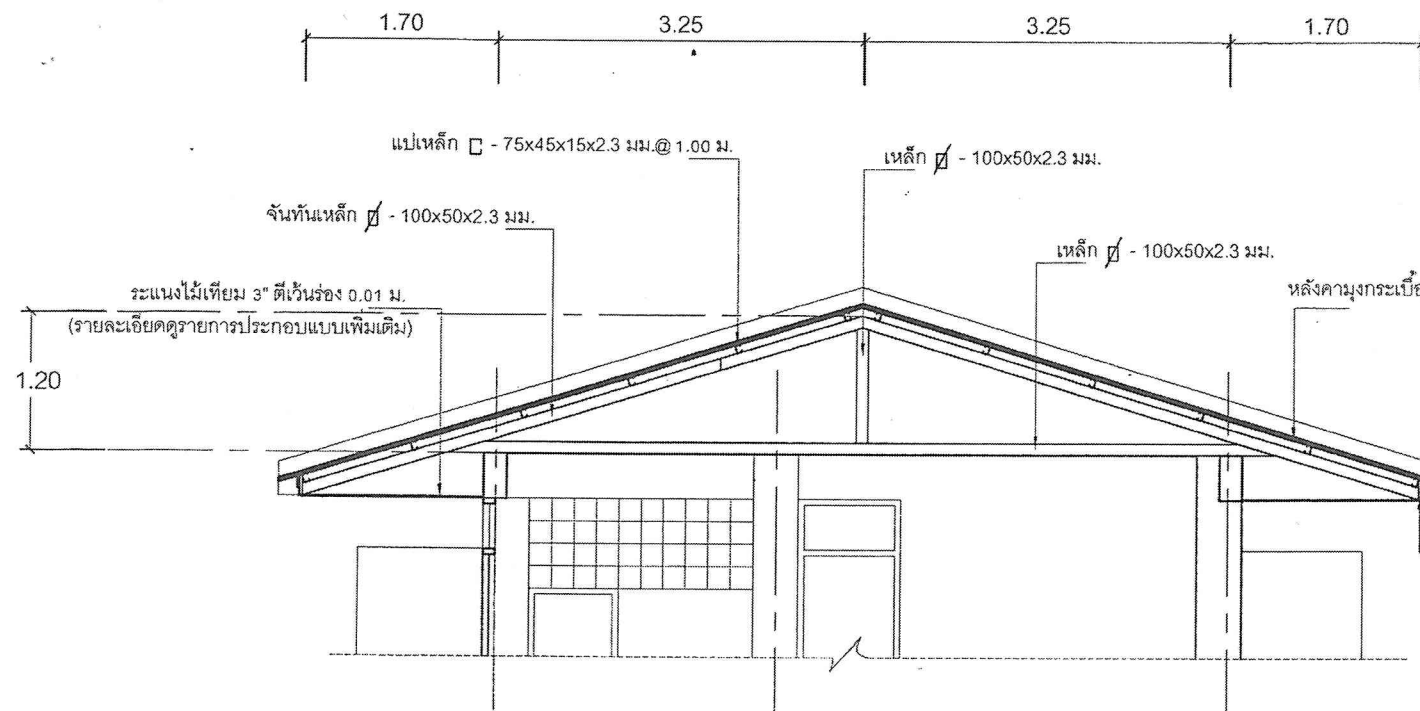 1.70 3.25 3.25 1.70
แปเหล็ก - 75x45x15x2.3 มม.@ 1.00 ม.
เหล็ก - 100x50x2.3 มม.
จันทันเหล็ก - 100x50x2.3 มม.
เหล็ก - 100x50x2.3 มม.
ระแนงไม้เทียม 3" ตีเว้นร่อง 0.01 ม.
(รายละเอียดดูรายการประกอบแบบเพิ่มเติม)
หลังคามุงกระเบื้อ
1.20